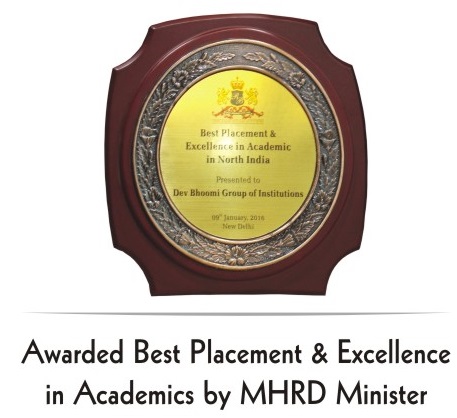 Best Placement &
Excellence in Academic
in North India
Presented to
Dev Bhoomi Group of Institutions
09th January, 2016
New Delhi
Awarded Best Placement & Excellence
in Academics by MHRD Minister